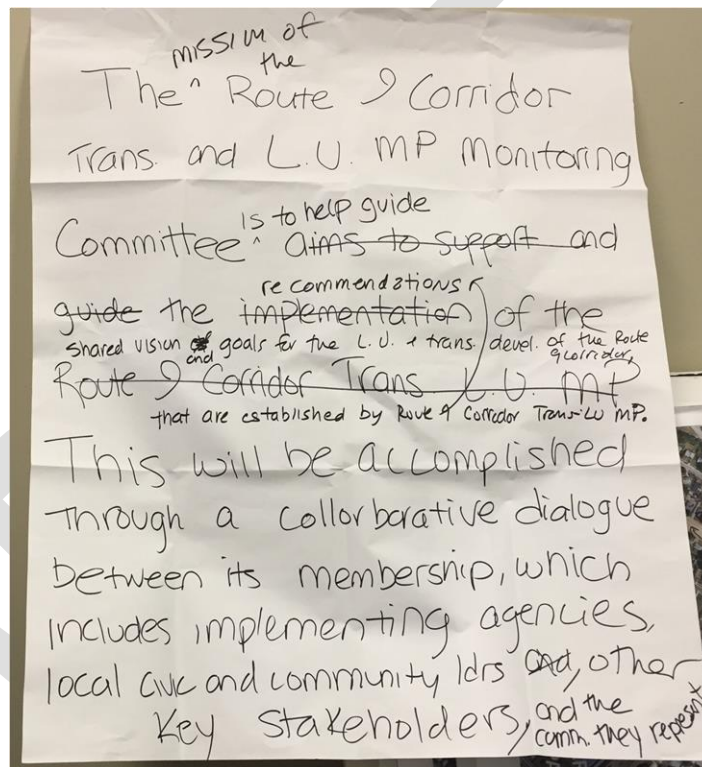 mission of
the
The ^ Route 9 Corridor
Trans. and L.U. MP Monitoring
is to help guide
Committee ^ aims to support and
recommendations
guide the implementation of the
shared vision of and goals for the L.U. & trans. devel. of the Route
9 corridor,
Route 9 Corridor Trans L.U. MP
that are established by Route 9 Corridor Trans & LU MP.
This will be accomplished
Through a collorborative dialogue
between its membership, which
includes implementing agencies,
local civic and community ldrs and, other
Key Stakeholders, and the
comm. they represent